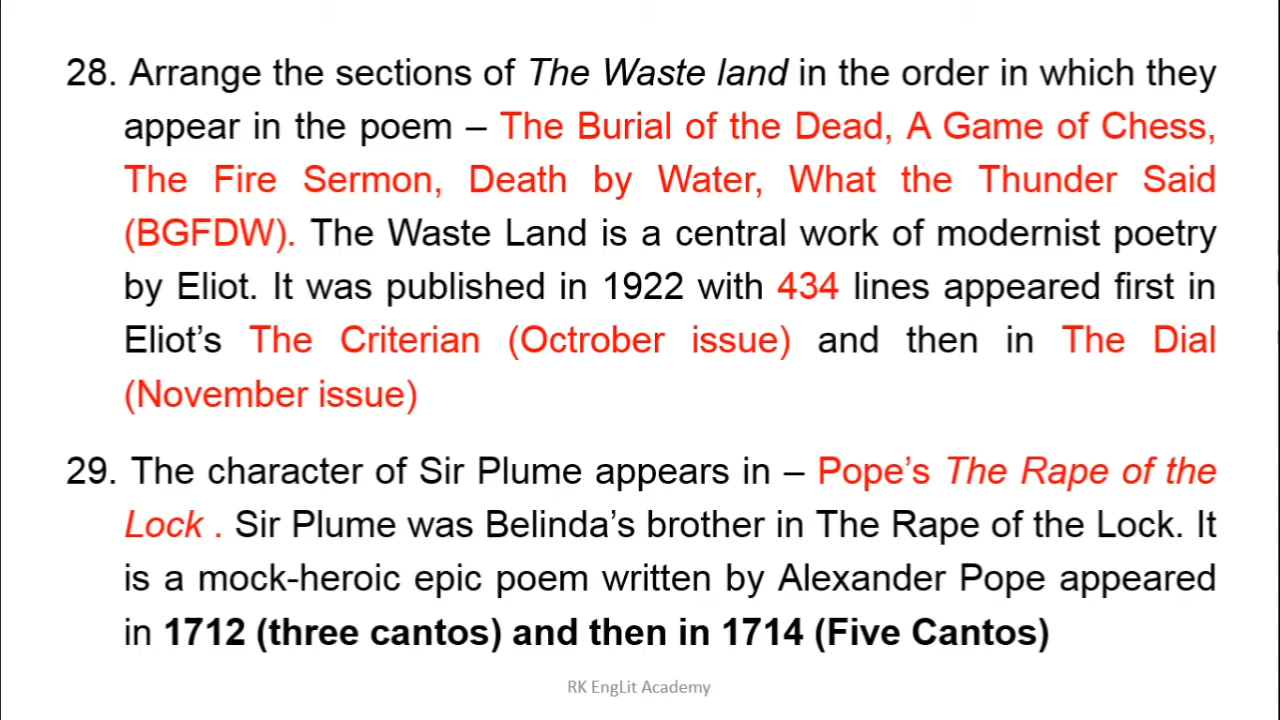 28. Arrange the sections of The Waste land in the order in which they
appear in the poem – The Burial of the Dead, A Game of Chess,
The Fire Sermon, Death by Water, What the Thunder Said
(BGFDW). The Waste Land is a central work of modernist poetry
by Eliot. It was published in 1922 with 434 lines appeared first in
Eliot’s The Criterian (Octrober issue) and then in The Dial
(November issue)
29. The character of Sir Plume appears in – Pope’s The Rape of the
Lock . Sir Plume was Belinda’s brother in The Rape of the Lock. It
is a mock-heroic epic poem written by Alexander Pope appeared
in 1712 (three cantos) and then in 1714 (Five Cantos)
RK EngLit Academy